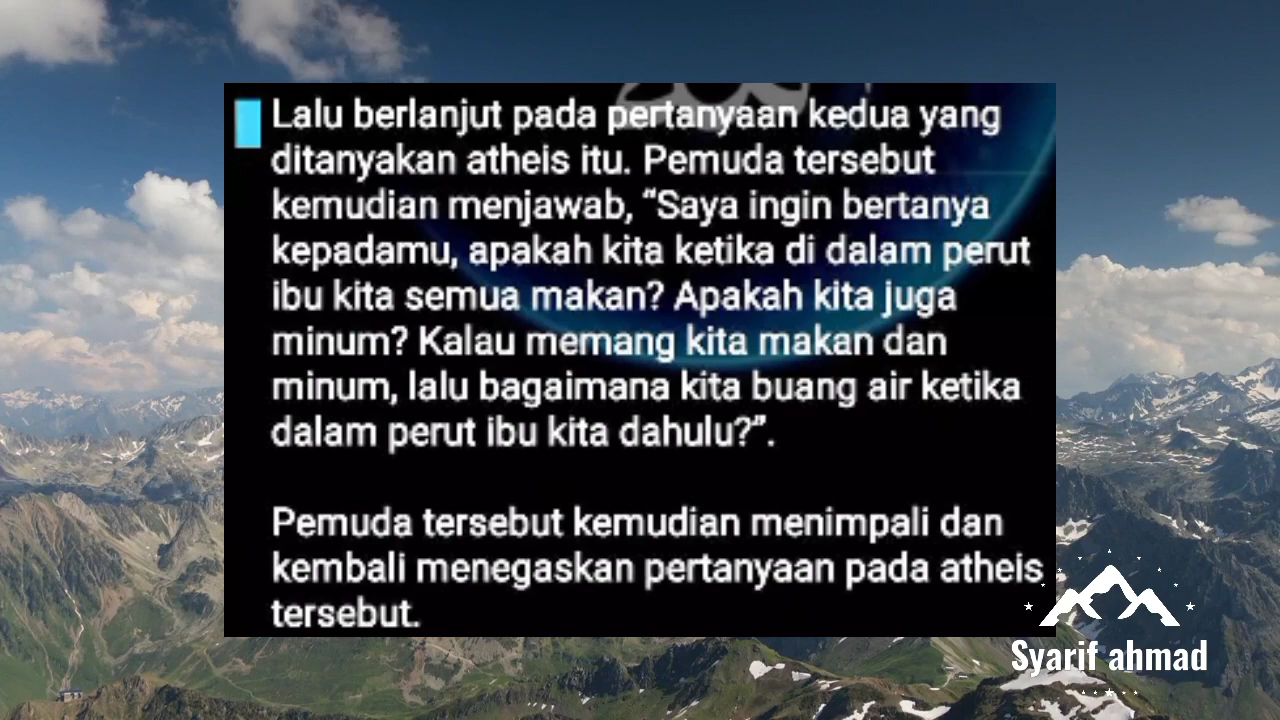 Lalu berlanjut pada pertanyaan kedua yang
ditanyakan atheis itu. Pemuda tersebut
kemudian menjawab, “Saya ingin bertanya
kepadamu, apakah kita ketika di dalam perut
ibu kita semua makan? Apakah kita juga
minum? Kalau memang kita makan dan
minum, lalu bagaimana kita buang air ketika
dalam perut ibu kita dahulu?”.
Pemuda tersebut kemudian menimpali dan
kembali menegaskan pertanyaan pada atheis
tersebut.
Syarif ahmad